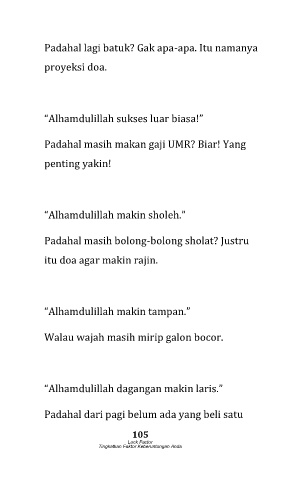 Padahal lagi batuk? Gak apa-apa. Itu namanya
proyeksi doa.
“Alhamdulillah sukses luar biasa!”
Padahal masih makan gaji UMR? Biar! Yang
penting yakin!
“Alhamdulillah makin sholeh.”
Padahal masih bolong-bolong sholat? Justru
itu doa agar makin rajin.
“Alhamdulillah makin tampan.”
Walau wajah masih mirip galon bocor.
“Alhamdulillah dagangan makin laris.”
Padahal dari pagi belum ada yang beli satu
105
Luck Factor
Tingkatkan Faktor Keberuntungan Anda